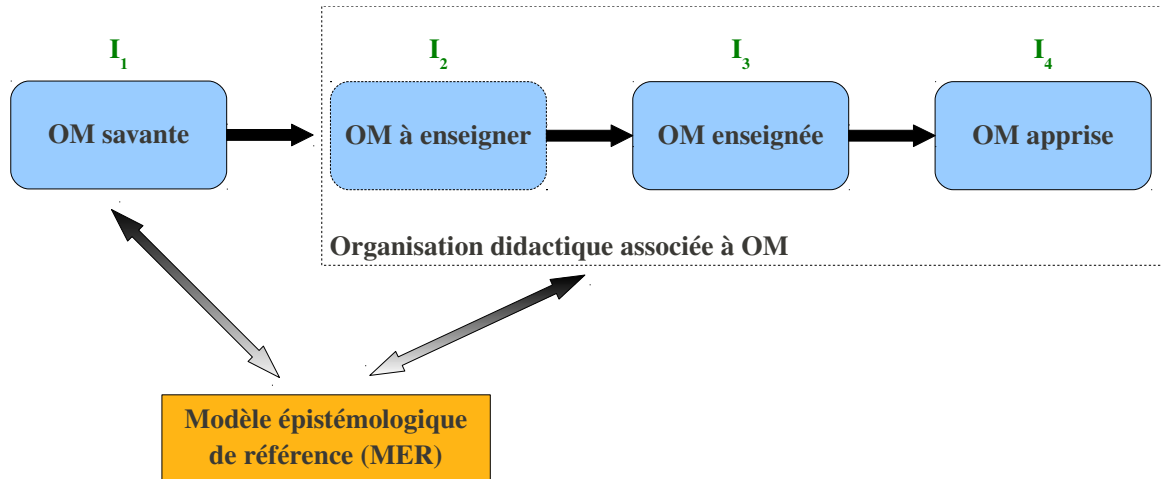 I₁ I₂ I₃ I₄
OM savante OM à enseigner OM enseignée OM apprise
Organisation didactique associée à OM
Modèle épistémologique
de référence (MER)